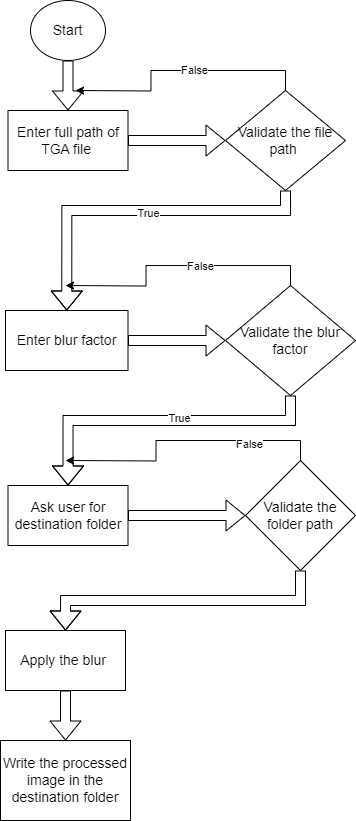 Start
False
Enter full path of
TGA file
Validate the file
path
True
False
Enter blur factor
Validate the blur
factor
True
False
Ask user for
destination folder
Validate the
folder path
Apply the blur
Write the processed
image in the
destination folder